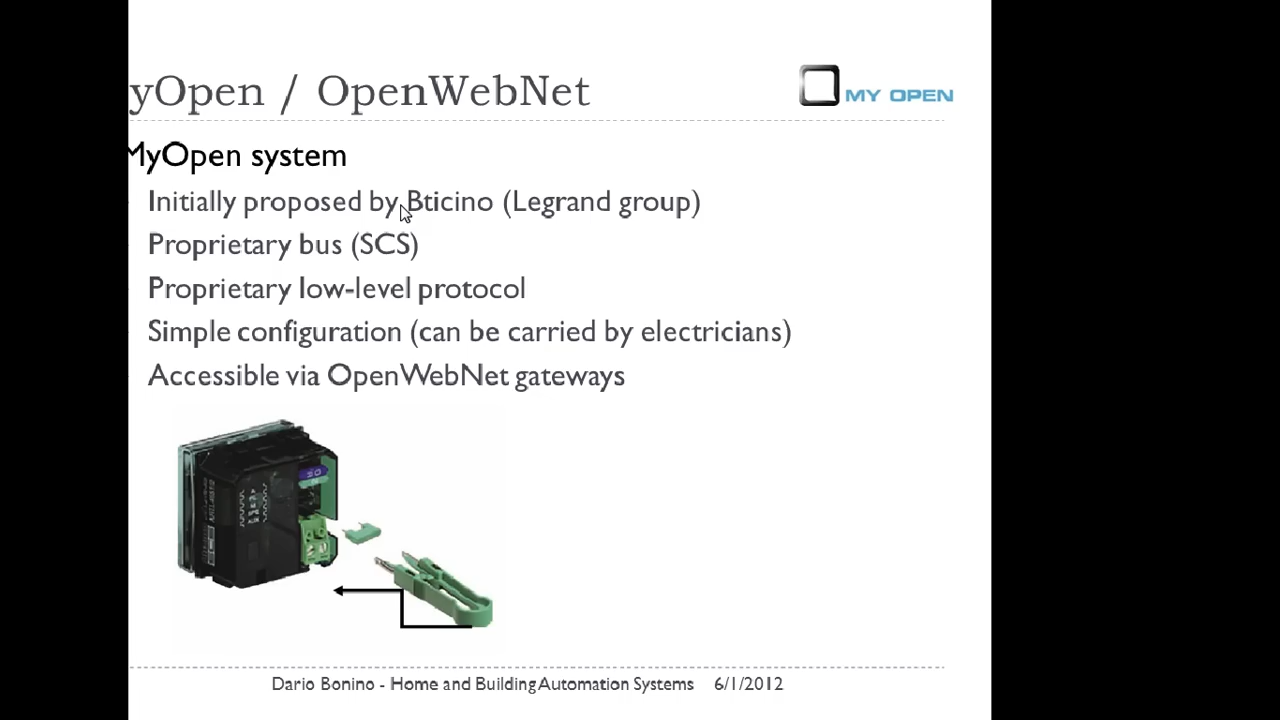 yOpen / OpenWebNet
MY OPEN
MyOpen system
Initially proposed by Bticino (Legrand group)
Proprietary bus (SCS)
Proprietary low-level protocol
Simple configuration (can be carried by electricians)
Accessible via OpenWebNet gateways
Dario Bonino - Home and Building Automation Systems 6/1/2012